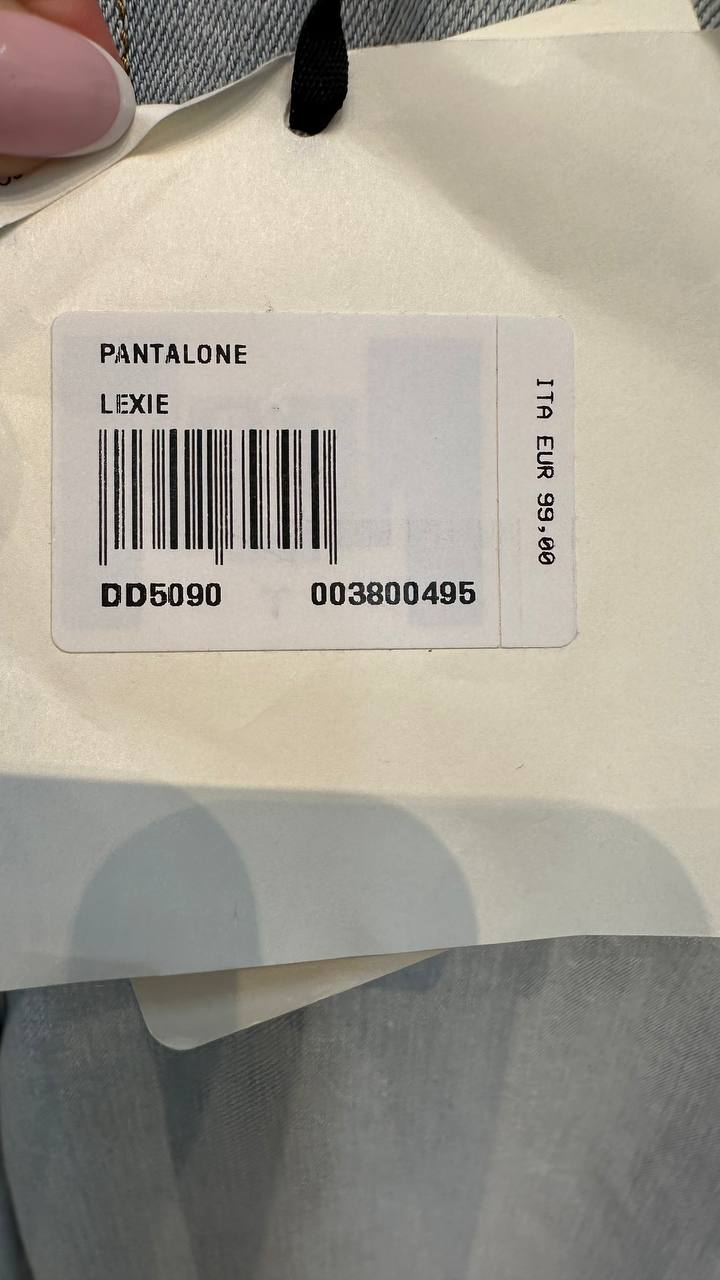 PANTALONE
LEXIE
DD5090 003800495
ITA EUR 99,00